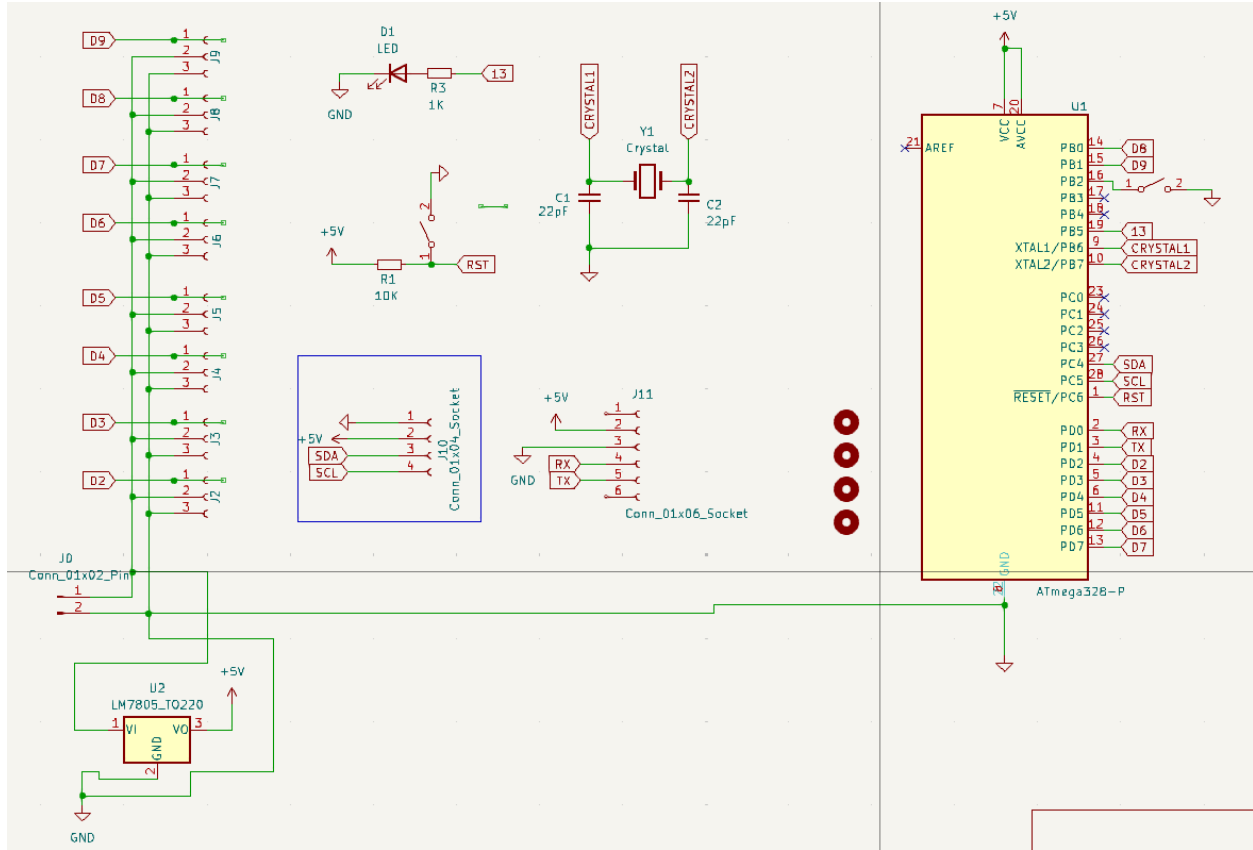 D9
1
2
3
J9
D8
1
2
3
J8
D7
1
2
3
J7
D6
1
2
3
J6
D5
1
2
3
J5
D4
1
2
3
J4
D3
1
2
3
J3
D2
1
2
3
J2
J0
Conn_01x02_Pin
1
2
U2
LM7805_TO220
+5V
1
VI
VO
3
GND
2
GND
D1
LED
GND
R3
1K
13
+5V
R1
10K
2
1
RST
CRYSTAL1
CRYSTAL2
Y1
Crystal
C1
22pF
C2
22pF
+5V
SDA
SCL
1
2
3
4
J10
Conn_01x04_Socket
J11
+5V
GND
RX
TX
1
2
3
4
5
6
Conn_01x06_Socket
+5V
U1
7
20
VCC
AVCC
21
AREF
PB0 14 D8
PB1 15 D9
PB2 16
1
2
PB3 17
PB4 18
PB5 19 13
XTAL1/PB6 9 CRYSTAL1
XTAL2/PB7 10 CRYSTAL2
PC0 23
PC1 24
PC2 25
PC3 26
PC4 27 SDA
PC5 28 SCL
RESET/PC6 1 RST
PD0 2 RX
PD1 3 TX
PD2 4 D2
PD3 5 D3
PD4 6 D4
PD5 11 D5
PD6 12 D6
PD7 13 D7
GND
ATmega328-P